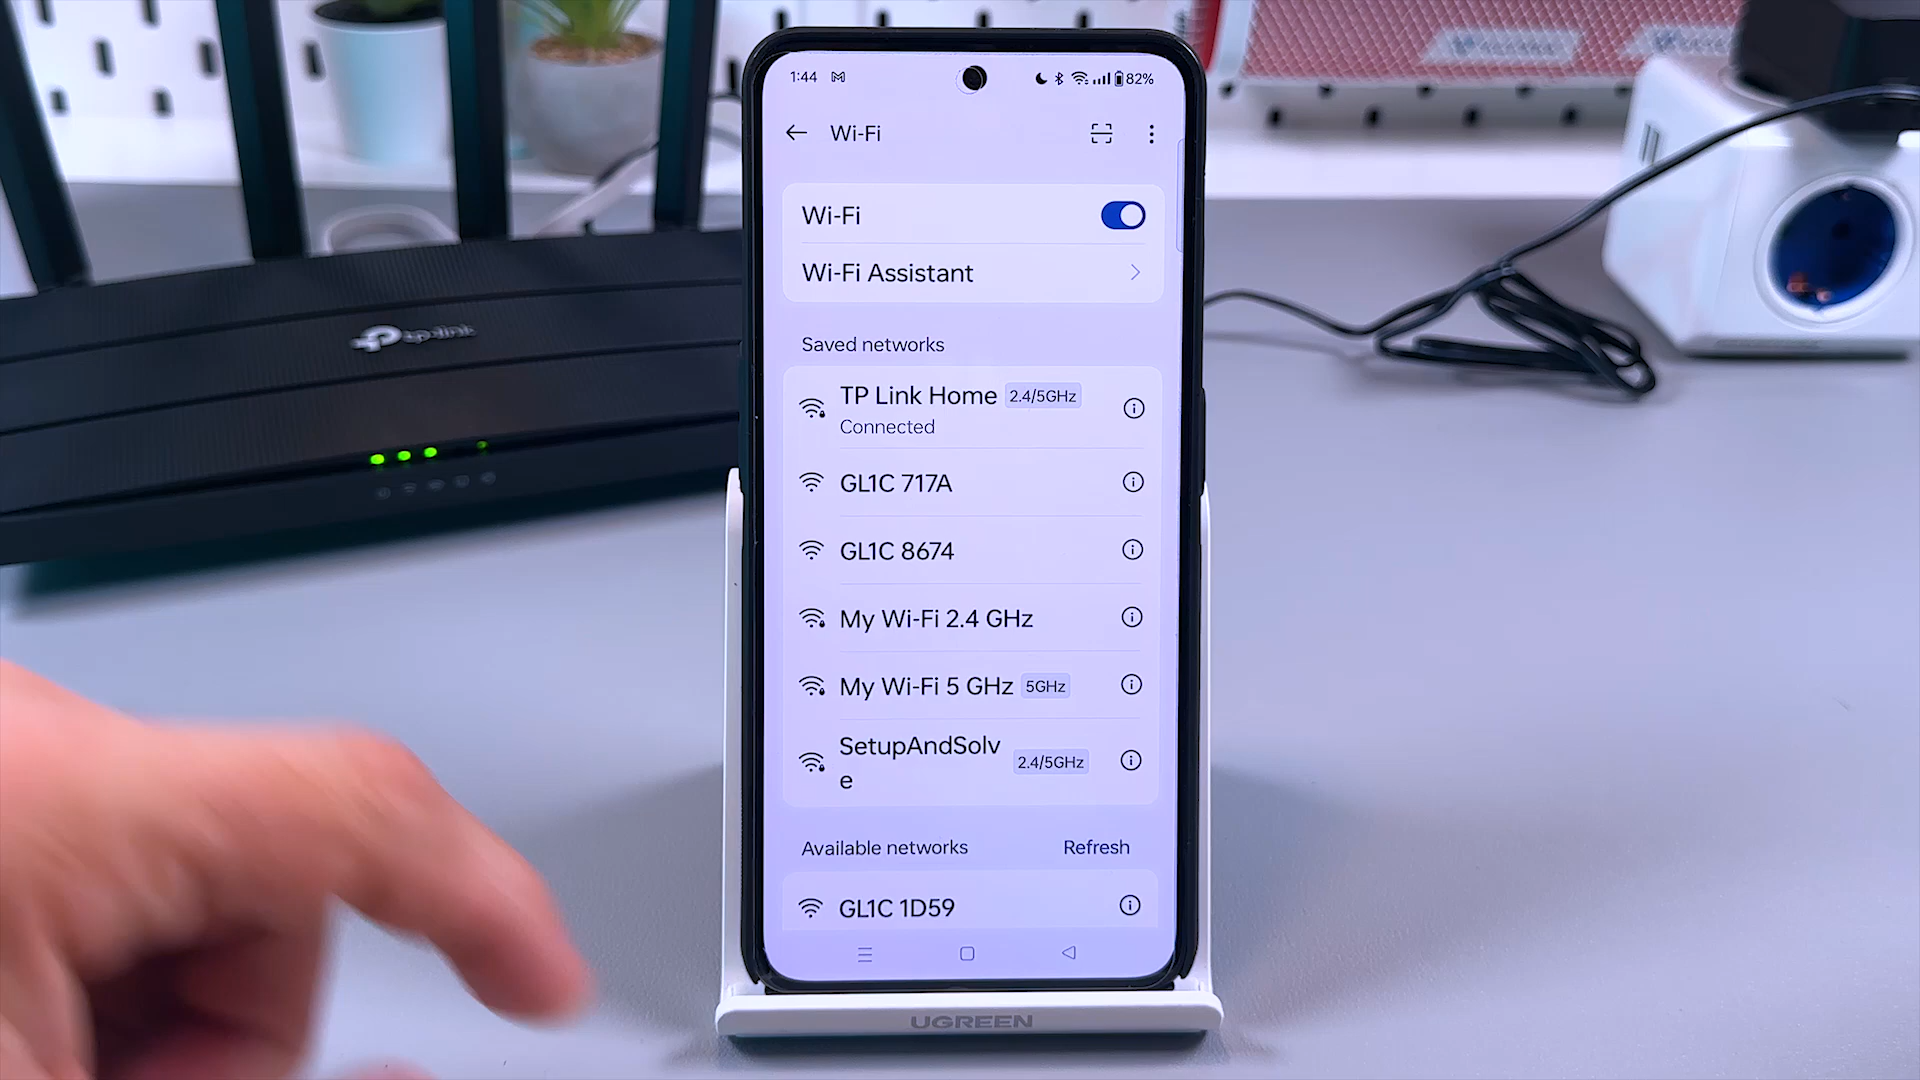 1:44
82%
Wi-Fi
Wi-Fi
Wi-Fi Assistant
Saved networks
TP Link Home 2.4/5GHz
Connected
GL1C 717A
GL1C 8674
My Wi-Fi 2.4 GHz
My Wi-Fi 5 GHz 5GHz
SetupAndSolv
e 2.4/5GHz
Available networks Refresh
GL1C 1D59
tp-link
UGREEN